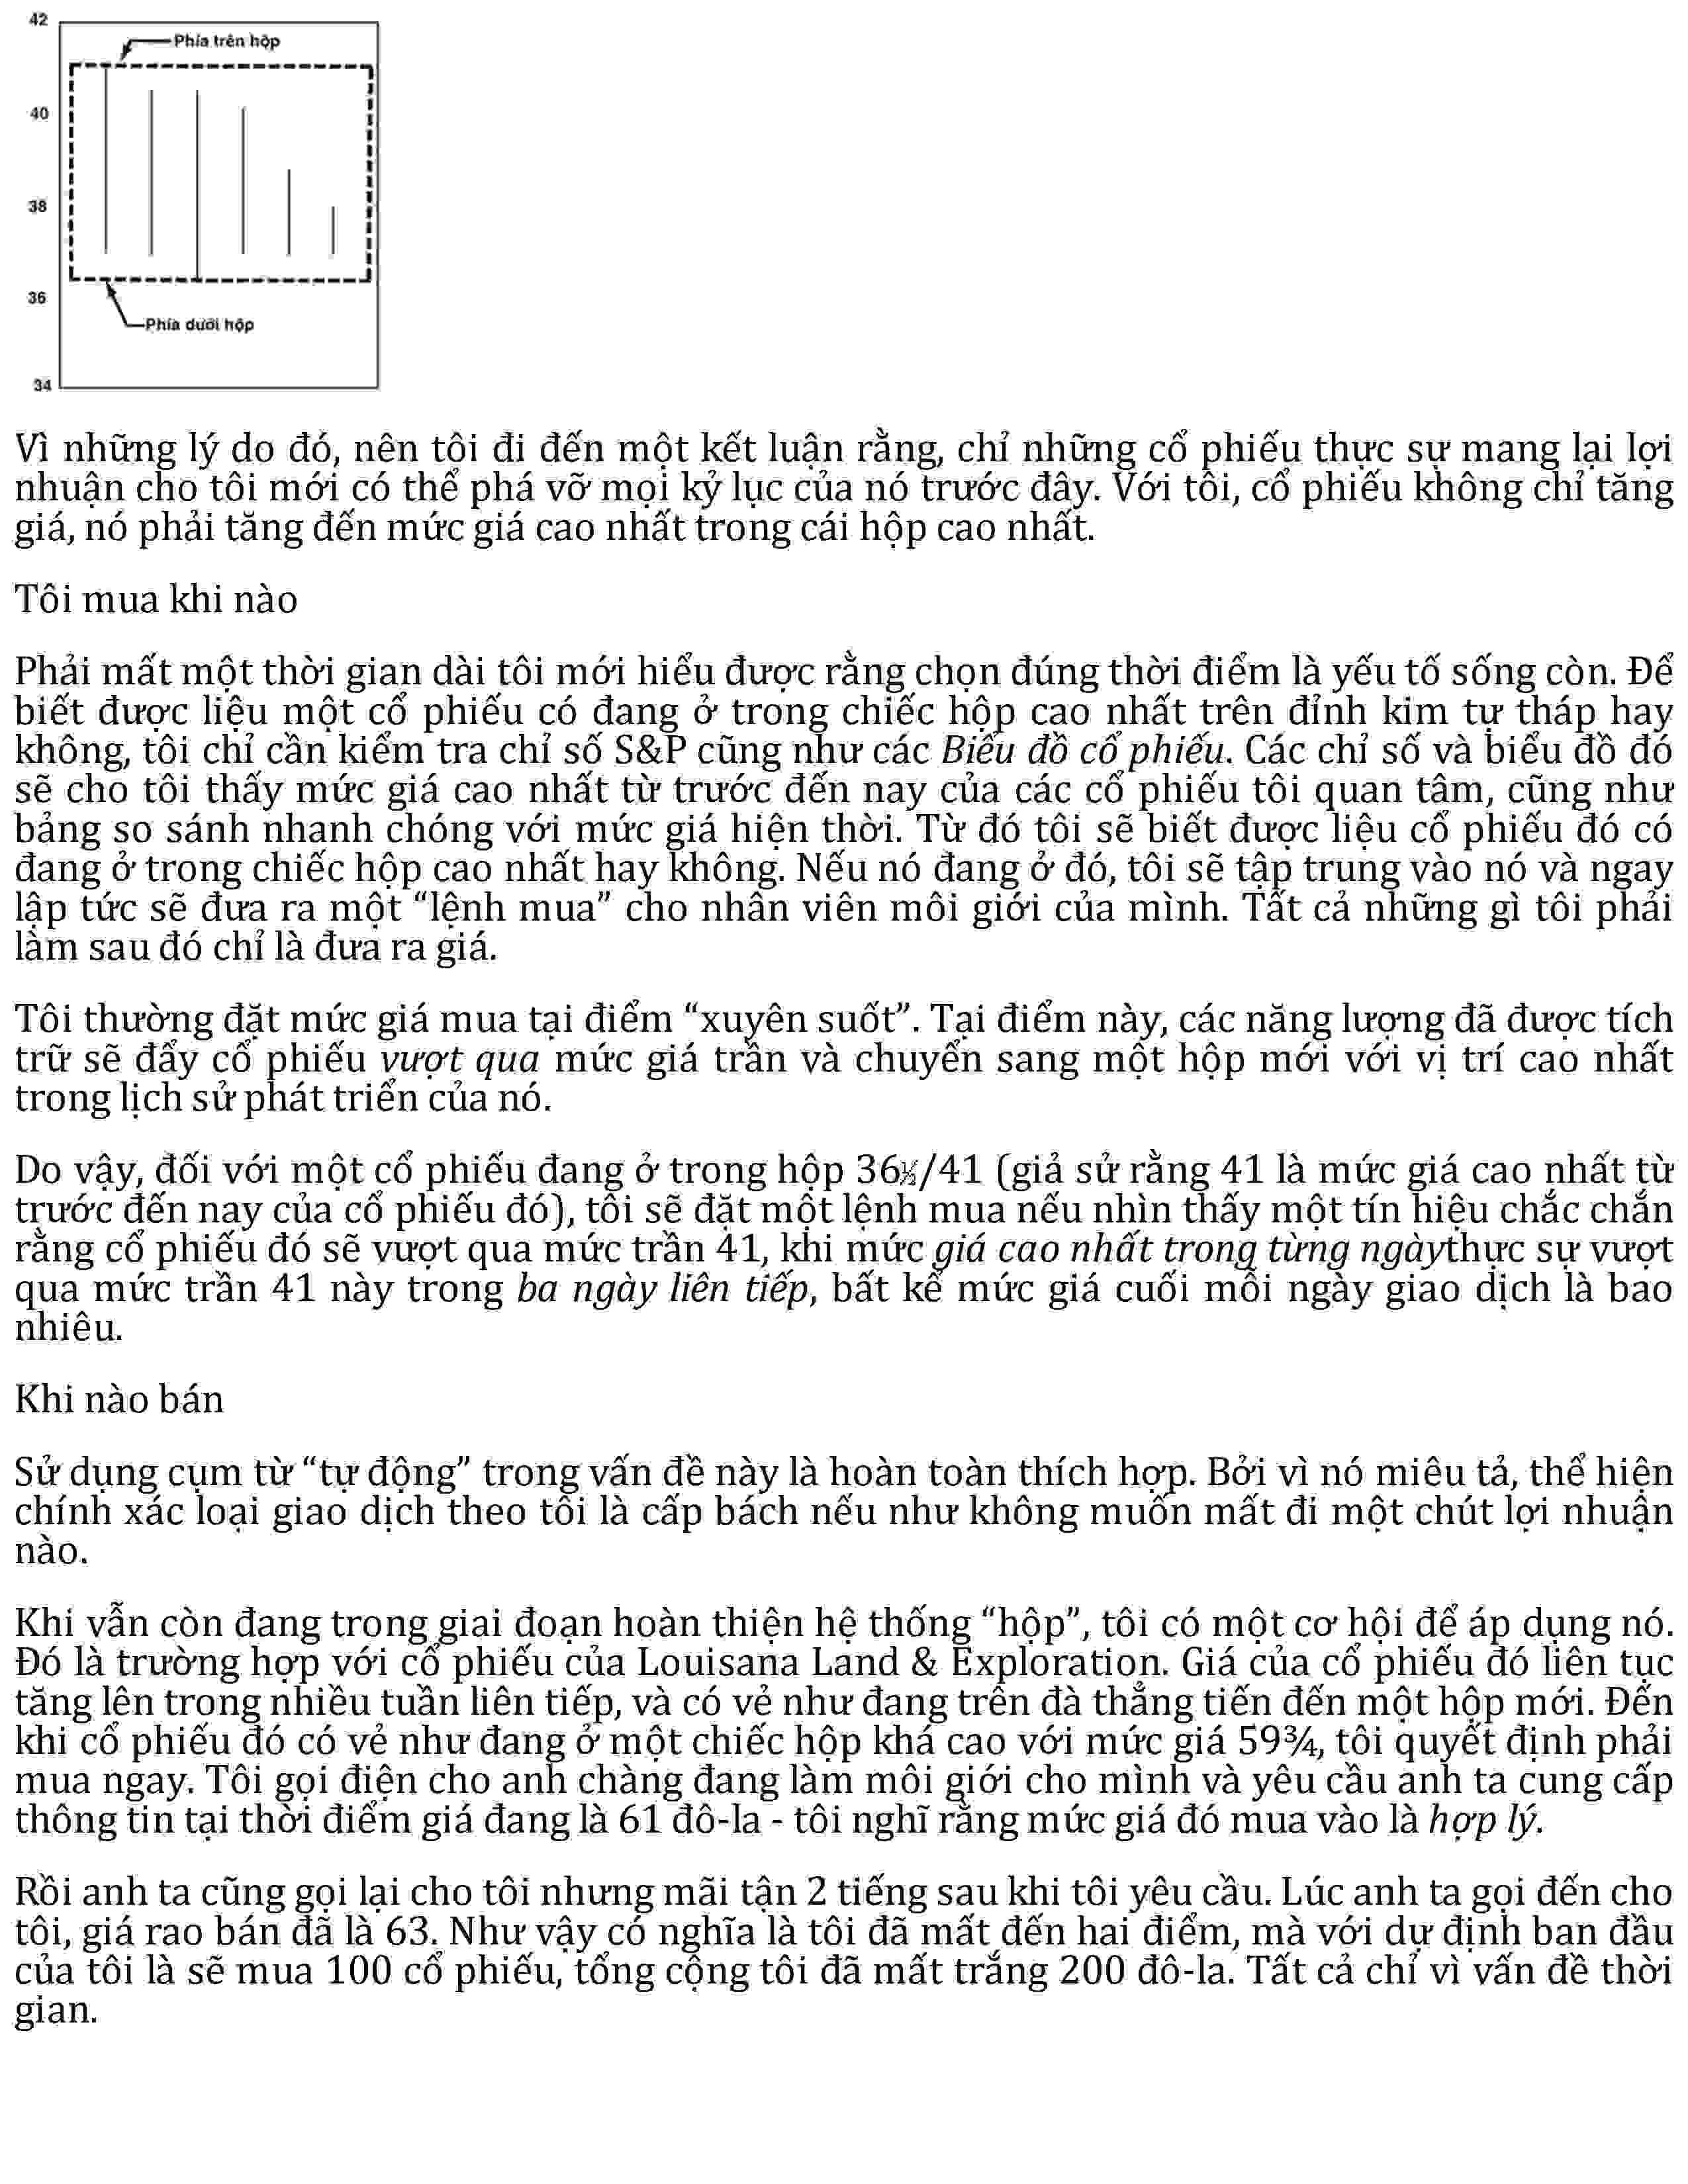 42
Phía trên hộp
40
38
36
Phía dưới hộp
34
Vì những lý do đó, nên tôi đi đến một kết luận rằng, chỉ những cổ phiếu thực sự mang lại lợi
nhuận cho tôi mới có thể phá vỡ mọi kỷ lục của nó trước đây. Với tôi, cổ phiếu không chỉ tăng
giá, nó phải tăng đến mức giá cao nhất trong cái hộp cao nhất.
Tôi mua khi nào
Phải mất một thời gian dài tôi mới hiểu được rằng chọn đúng thời điểm là yếu tố sống còn. Để
biết được liệu một cổ phiếu có đang ở trong chiếc hộp cao nhất trên đỉnh kim tự tháp hay
không, tôi chỉ cần kiểm tra chỉ số S&P cũng như các Biểu đồ cổ phiếu. Các chỉ số và biểu đồ đó
sẽ cho tôi thấy mức giá cao nhất từ trước đến nay của các cổ phiếu tôi quan tâm, cũng như
bảng so sánh nhanh chóng với mức giá hiện thời. Từ đó tôi sẽ biết được liệu cổ phiếu đó có
đang ở trong chiếc hộp cao nhất hay không. Nếu nó đang ở đó, tôi sẽ tập trung vào nó và ngay
lập tức sẽ đưa ra một “lệnh mua” cho nhân viên môi giới của mình. Tất cả những gì tôi phải
làm sau đó chỉ là đưa ra giá.
Tôi thường đặt mức giá mua tại điểm “xuyên suốt”. Tại điểm này, các năng lượng đã được tích
trữ sẽ đẩy cổ phiếu vượt qua mức giá trần và chuyển sang một hộp mới với vị trí cao nhất
trong lịch sử phát triển của nó.
Do vậy, đối với một cổ phiếu đang ở trong hộp 36½/41 (giả sử rằng 41 là mức giá cao nhất từ
trước đến nay của cổ phiếu đó), tôi sẽ đặt một lệnh mua nếu nhìn thấy một tín hiệu chắc chắn
rằng cổ phiếu đó sẽ vượt qua mức trần 41, khi mức giá cao nhất trong từng ngàythực sự vượt
qua mức trần 41 này trong ba ngày liên tiếp, bất kể mức giá cuối mỗi ngày giao dịch là bao
nhiêu.
Khi nào bán
Sử dụng cụm từ “tự động” trong vấn đề này là hoàn toàn thích hợp. Bởi vì nó miêu tả, thể hiện
chính xác loại giao dịch theo tôi là cấp bách nếu như không muốn mất đi một chút lợi nhuận
nào.
Khi vẫn còn đang trong giai đoạn hoàn thiện hệ thống “hộp”, tôi có một cơ hội để áp dụng nó.
Đó là trường hợp với cổ phiếu của Louisana Land & Exploration. Giá của cổ phiếu đó liên tục
tăng lên trong nhiều tuần liên tiếp, và có vẻ như đang trên đà thẳng tiến đến một hộp mới. Đến
khi cổ phiếu đó có vẻ như đang ở một chiếc hộp khá cao với mức giá 59¾, tôi quyết định phải
mua ngay. Tôi gọi điện cho anh chàng đang làm môi giới cho mình và yêu cầu anh ta cung cấp
thông tin tại thời điểm giá đang là 61 đô-la - tôi nghĩ rằng mức giá đó mua vào là hợp lý.
Rồi anh ta cũng gọi lại cho tôi nhưng mãi tận 2 tiếng sau khi tôi yêu cầu. Lúc anh ta gọi đến cho
tôi, giá rao bán đã là 63. Như vậy có nghĩa là tôi đã mất đến hai điểm, mà với dự định ban đầu
của tôi là sẽ mua 100 cổ phiếu, tổng cộng tôi đã mất trắng 200 đô-la. Tất cả chỉ vì vấn đề thời
gian.